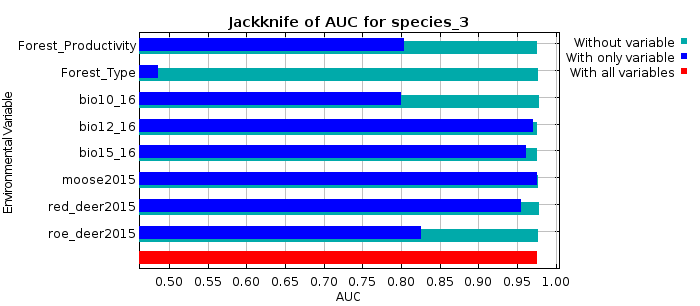 Jackknife of AUC for species_3
Environmental Variable
Forest_Productivity
Forest_Type
bio10_16
bio12_16
bio15_16
moose2015
red_deer2015
roe_deer2015
0.50 0.55 0.60 0.65 0.70 0.75 0.80 0.85 0.90 0.95 1.00
AUC
Without variable
With only variable
With all variables